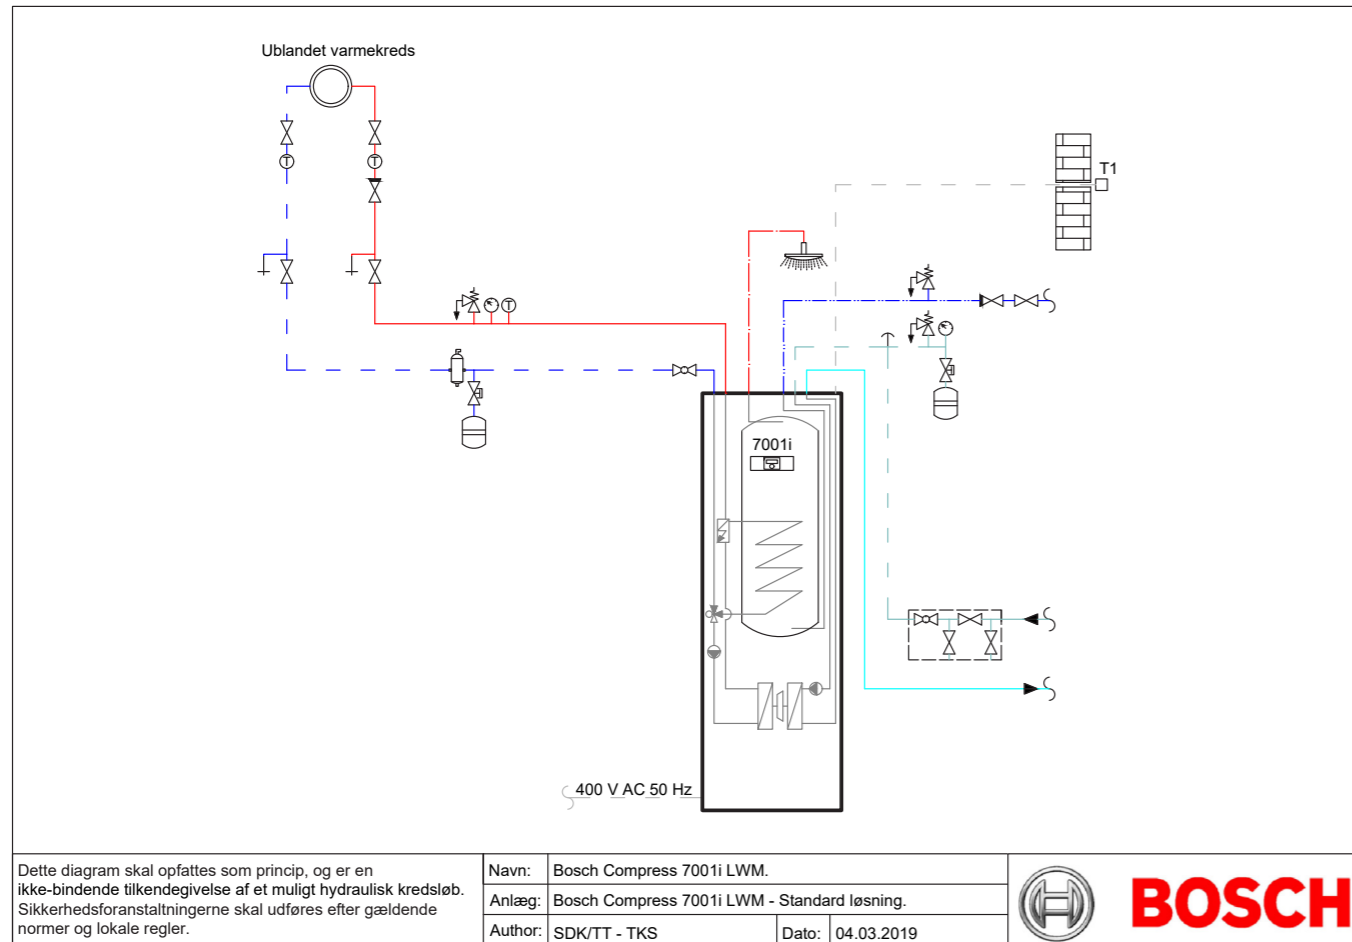 Ublandet varmekreds
T
T
T1
T
7001i
400 V AC 50 Hz
Dette diagram skal opfattes som princip, og er en
ikke-bindende tilkendegivelse af et muligt hydraulisk kredsløb.
Sikkerhedsforanstaltningerne skal udføres efter gældende
normer og lokale regler.
Navn: Bosch Compress 7001i LWM.
Anlæg: Bosch Compress 7001i LWM - Standard løsning.
Author: SDK/TT - TKS Dato: 04.03.2019
BOSCH